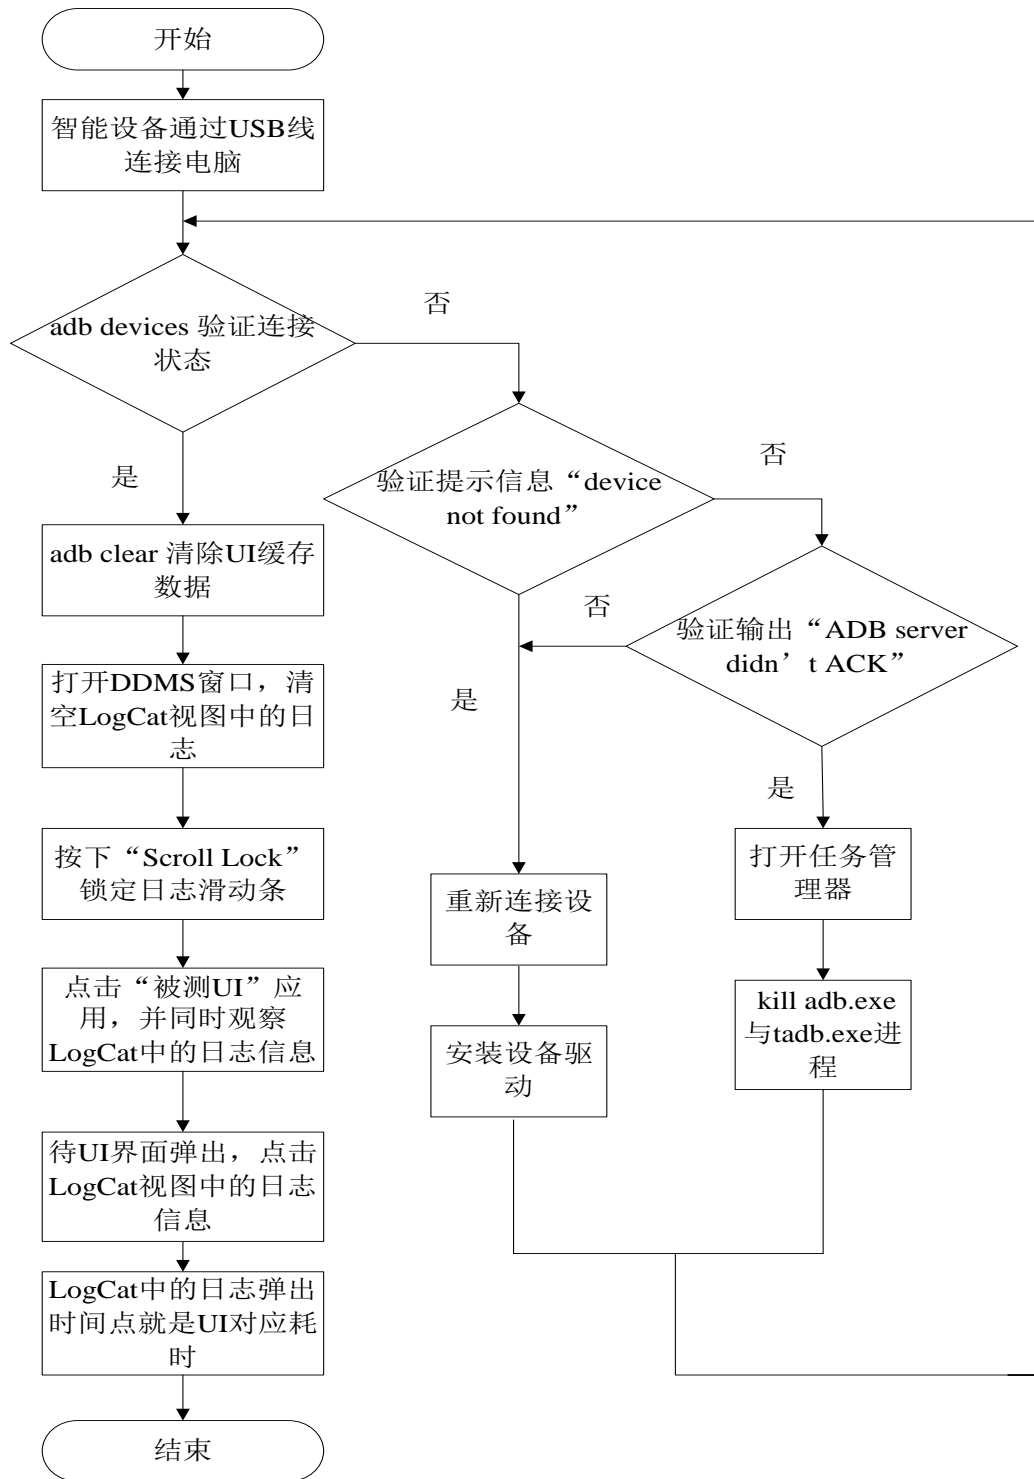 开始
智能设备通过USB线
连接电脑
adb devices 验证连接
状态
否
是
验证提示信息“device
not found”
否
adb clear 清除UI缓存
数据
否
验证输出“ADB server
didn’t ACK”
打开DDMS窗口，清
空LogCat视图中的日
志
是
是
按下“Scroll Lock”
锁定日志滑动条
打开任务管
理器
重新连接设
备
点击“被测UI”应
用，并同时观察
LogCat中的日志信息
kill adb.exe
与tadb.exe进
程
安装设备驱
动
待UI界面弹出，点击
LogCat视图中的日志
信息
LogCat中的日志弹出
时间点就是UI对应耗
时
结束